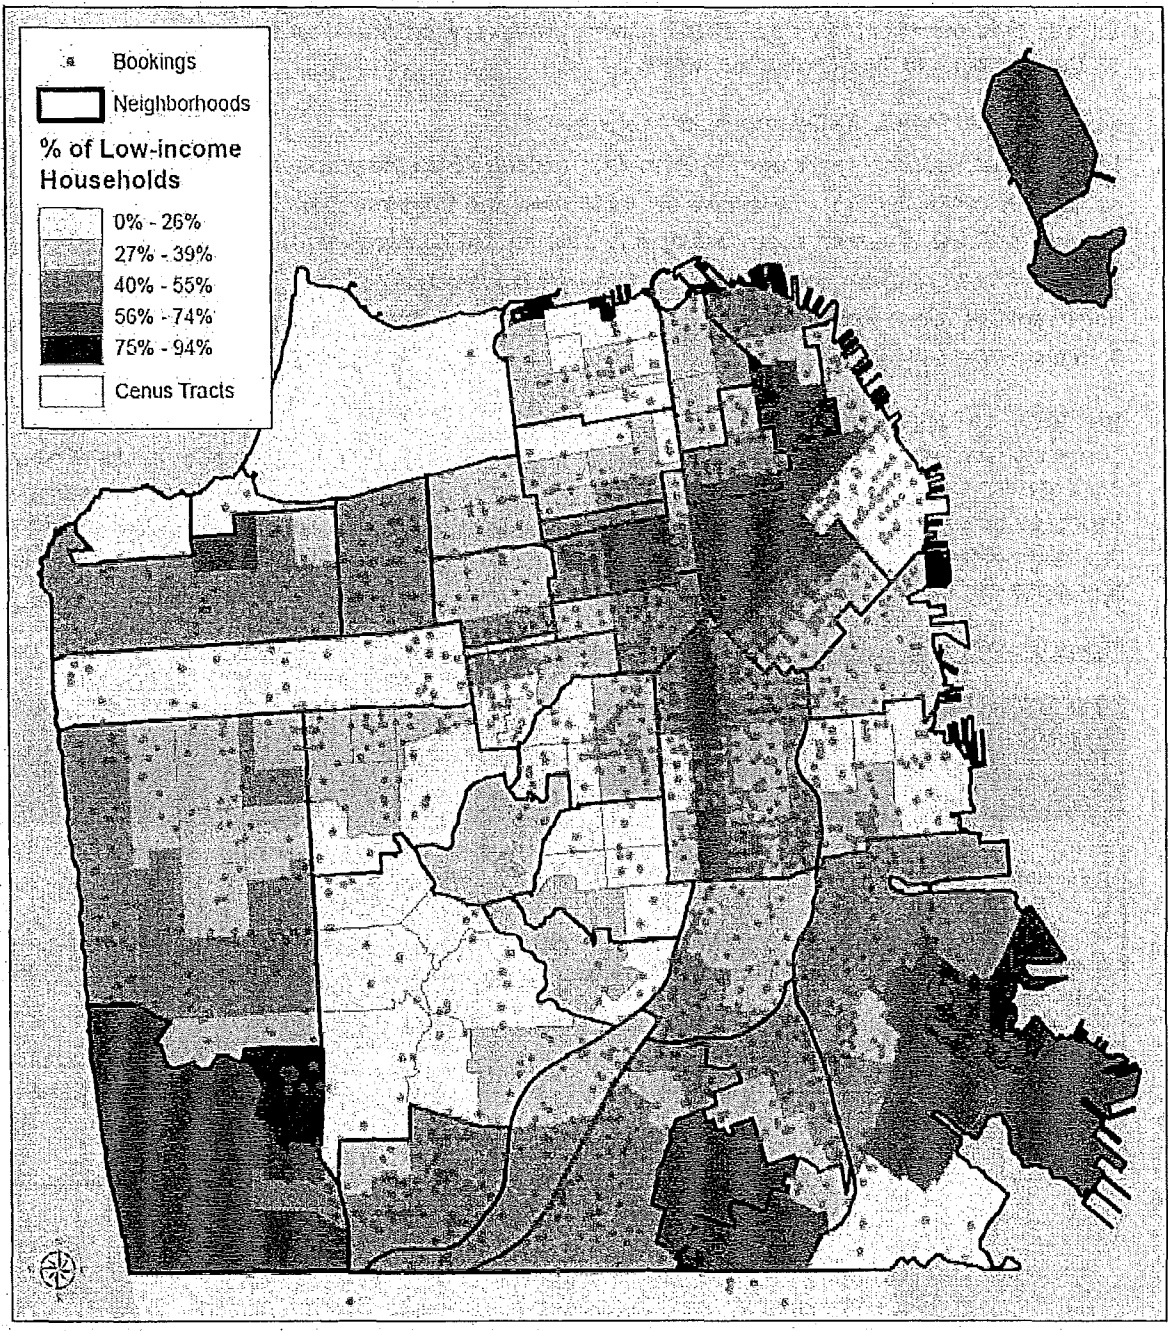 Bookings
Neighborhoods
% of Low-income
Households
0% - 26%
27% - 39%
40% - 55%
56% - 74%
75% - 94%
Cenus Tracts